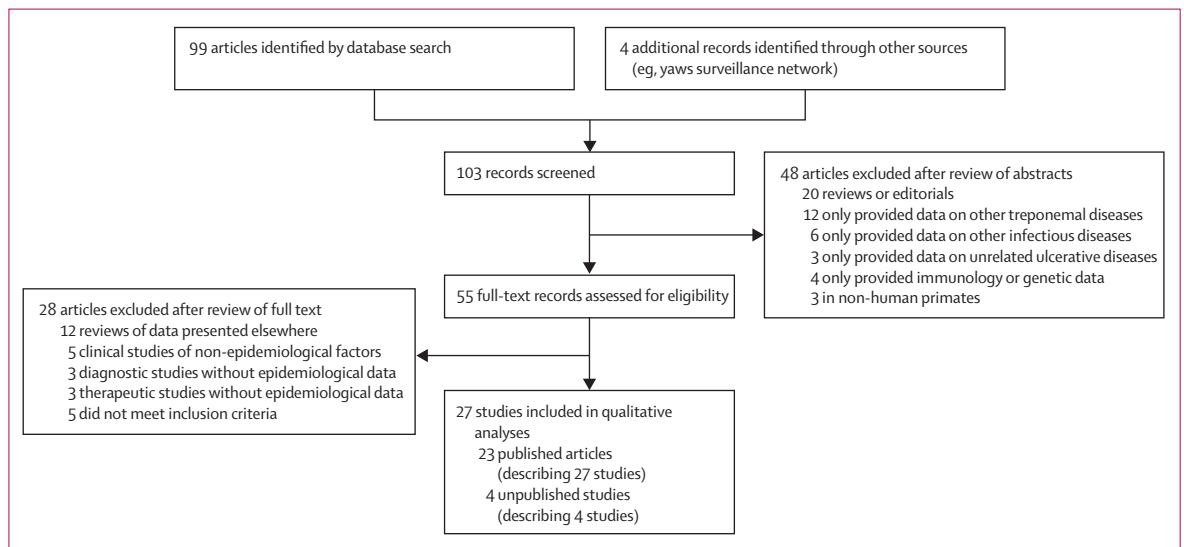 99 articles identified by database search
4 additional records identified through other sources
(eg, yaws surveillance network)
103 records screened
48 articles excluded after review of abstracts
20 reviews or editorials
12 only provided data on other treponemal diseases
6 only provided data on other infectious diseases
3 only provided data on unrelated ulcerative diseases
4 only provided immunology or genetic data
3 in non-human primates
55 full-text records assessed for eligibility
28 articles excluded after review of full text
12 reviews of data presented elsewhere
5 clinical studies of non-epidemiological factors
3 diagnostic studies without epidemiological data
3 therapeutic studies without epidemiological data
5 did not meet inclusion criteria
27 studies included in qualitative
analyses
23 published articles
(describing 27 studies)
4 unpublished studies
(describing 4 studies)